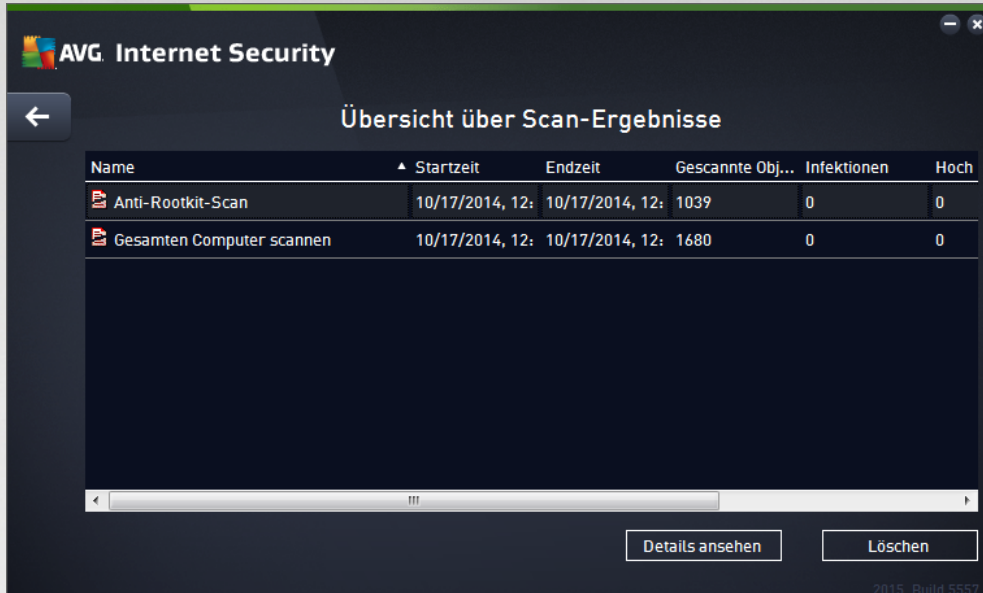 AVG Internet Security
Übersicht über Scan-Ergebnisse
Name Startzeit Endzeit Gescannte Obj... Infektionen Hoch
Anti-Rootkit-Scan 10/17/2014, 12: 10/17/2014, 12: 1039 0 0
Gesamten Computer scannen 10/17/2014, 12: 10/17/2014, 12: 1680 0 0
Details ansehen Löschen
2015. Build 5557